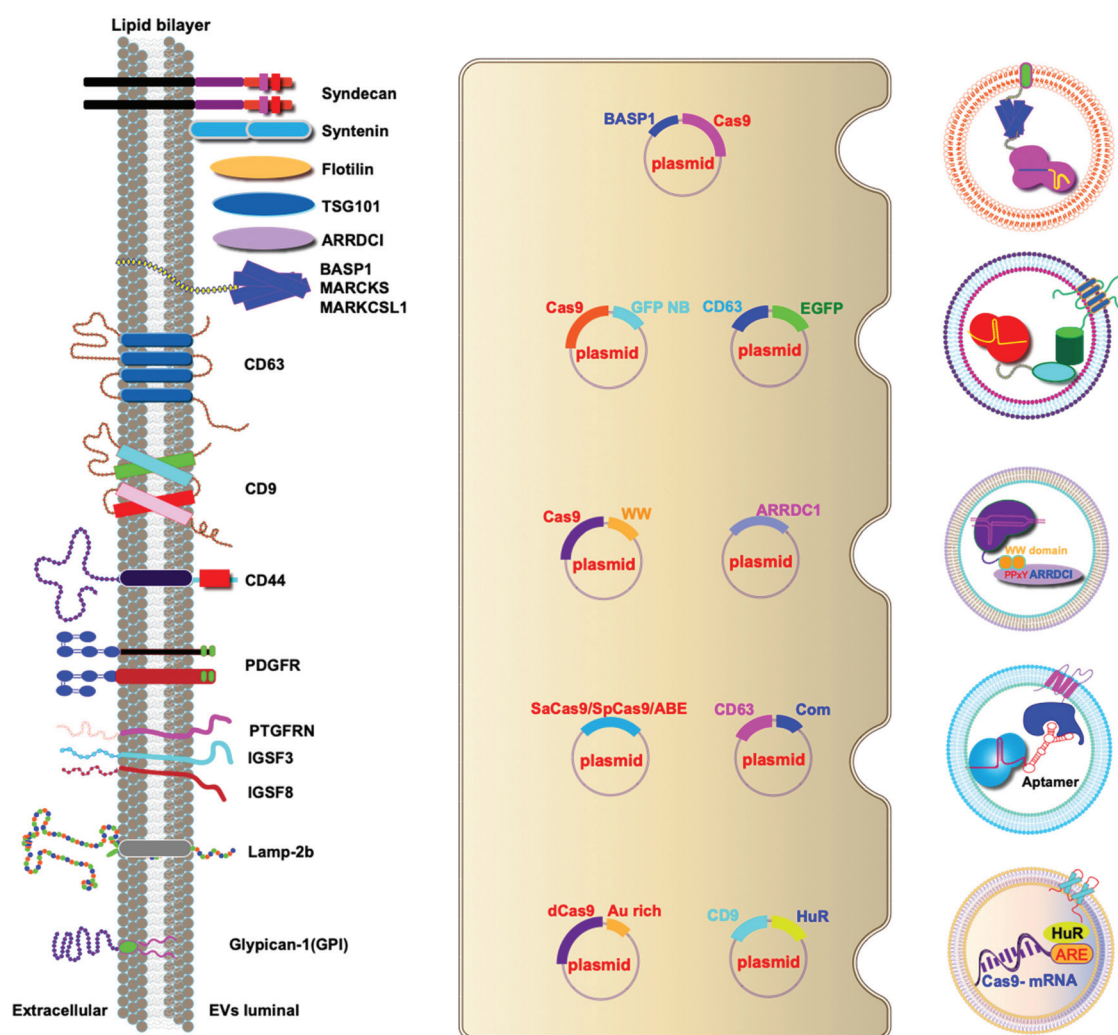 Lipid bilayer
Syndecan
Syntenin
Flotilin
TSG101
ARRDCI
BASP1
MARCKS
MARKCSL1
CD63
CD9
CD44
PDGFR
PTGFRN
IGSF3
IGSF8
Lamp-2b
Glypican-1(GPI)
Extracellular
EVs luminal
BASP1
Cas9
plasmid
Cas9
GFP NB
plasmid
CD63
EGFP
plasmid
Cas9
WW
plasmid
ARRDC1
plasmid
SaCas9/SpCas9/ABE
plasmid
CD63
Com
plasmid
dCas9
Au rich
plasmid
CD9
HuR
plasmid
WW domain
PPxY ARRDCI
Aptamer
HuR
ARE
Cas9- mRNA